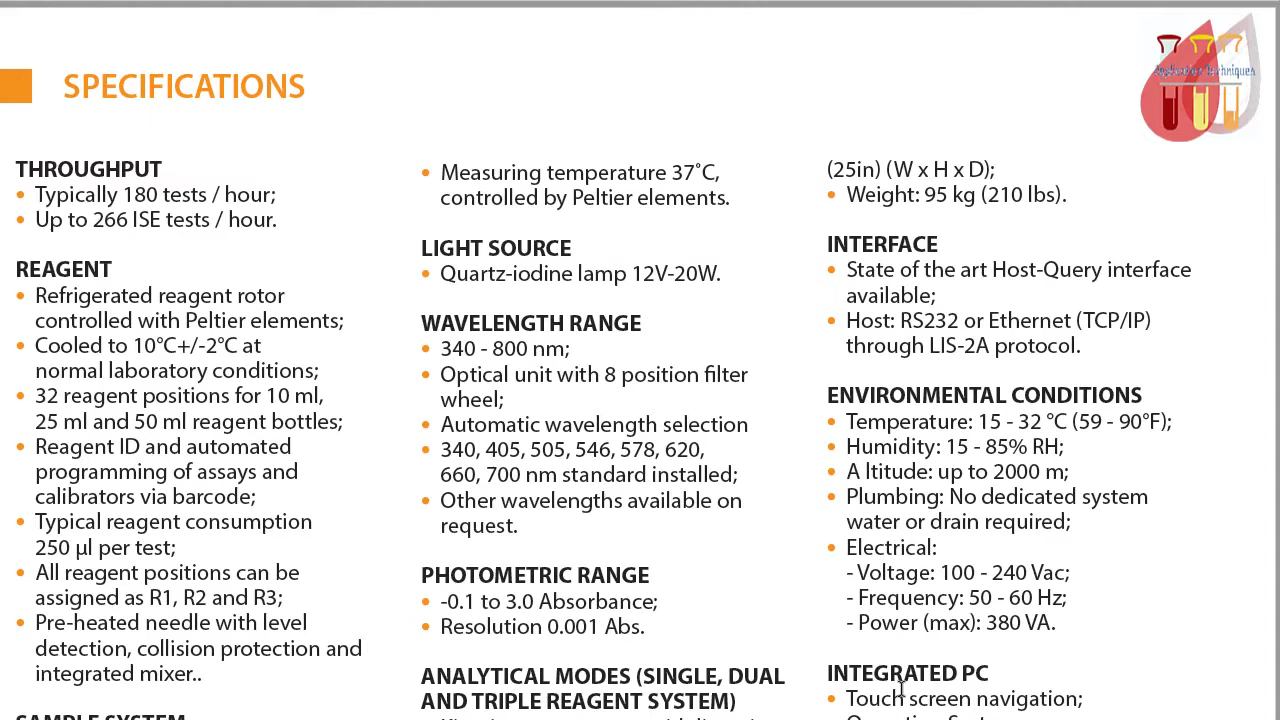 SPECIFICATIONS
Application Techniques
THROUGHPUT
• Typically 180 tests / hour;
• Up to 266 ISE tests / hour.
REAGENT
• Refrigerated reagent rotor
controlled with Peltier elements;
• Cooled to 10°C+/-2°C at
normal laboratory conditions;
• 32 reagent positions for 10 ml,
25 ml and 50 ml reagent bottles;
• Reagent ID and automated
programming of assays and
calibrators via barcode;
• Typical reagent consumption
250 µl per test;
• All reagent positions can be
assigned as R1, R2 and R3;
• Pre-heated needle with level
detection, collision protection and
integrated mixer..
SAMPLE SYSTEM
• Measuring temperature 37˚C,
controlled by Peltier elements.
LIGHT SOURCE
• Quartz-iodine lamp 12V-20W.
WAVELENGTH RANGE
• 340 - 800 nm;
• Optical unit with 8 position filter
wheel;
• Automatic wavelength selection
• 340, 405, 505, 546, 578, 620,
660, 700 nm standard installed;
• Other wavelengths available on
request.
PHOTOMETRIC RANGE
• -0.1 to 3.0 Absorbance;
• Resolution 0.001 Abs.
ANALYTICAL MODES (SINGLE, DUAL
AND TRIPLE REAGENT SYSTEM)
(25in) (W x H x D);
• Weight: 95 kg (210 lbs).
INTERFACE
• State of the art Host-Query interface
available;
• Host: RS232 or Ethernet (TCP/IP)
through LIS-2A protocol.
ENVIRONMENTAL CONDITIONS
• Temperature: 15 - 32 °C (59 - 90°F);
• Humidity: 15 - 85% RH;
• A ltitude: up to 2000 m;
• Plumbing: No dedicated system
water or drain required;
• Electrical:
- Voltage: 100 - 240 Vac;
- Frequency: 50 - 60 Hz;
- Power (max): 380 VA.
INTEGRATED PC
• Touch screen navigation;